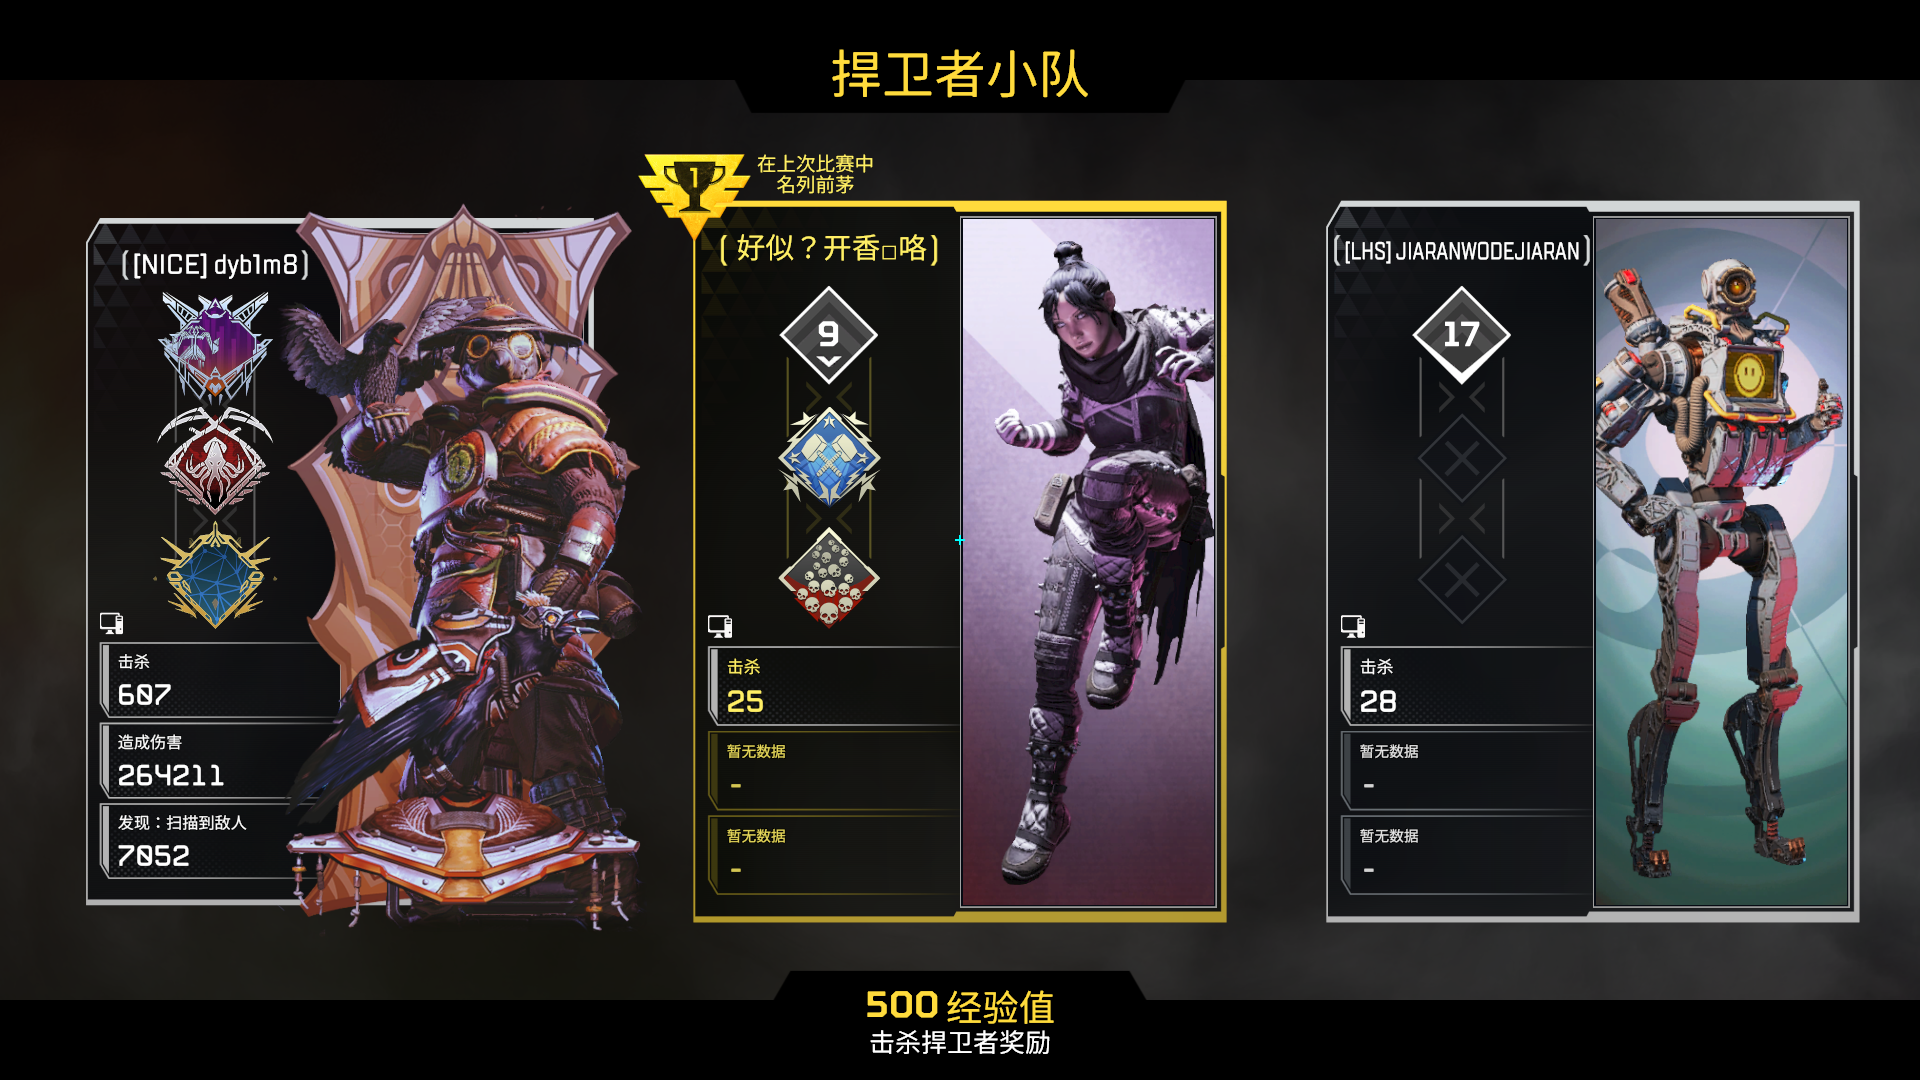 捍卫者小队
[NICE] dyb1m8
击杀
607
造成伤害
264211
发现：扫描到敌人
7052
1
在上次比赛中
名列前茅
好似？开香□咯
9
击杀
25
暂无数据
-
暂无数据
-
[LHS] JIARANWODEJIARAN
17
击杀
28
暂无数据
-
暂无数据
-
500 经验值
击杀捍卫者奖励